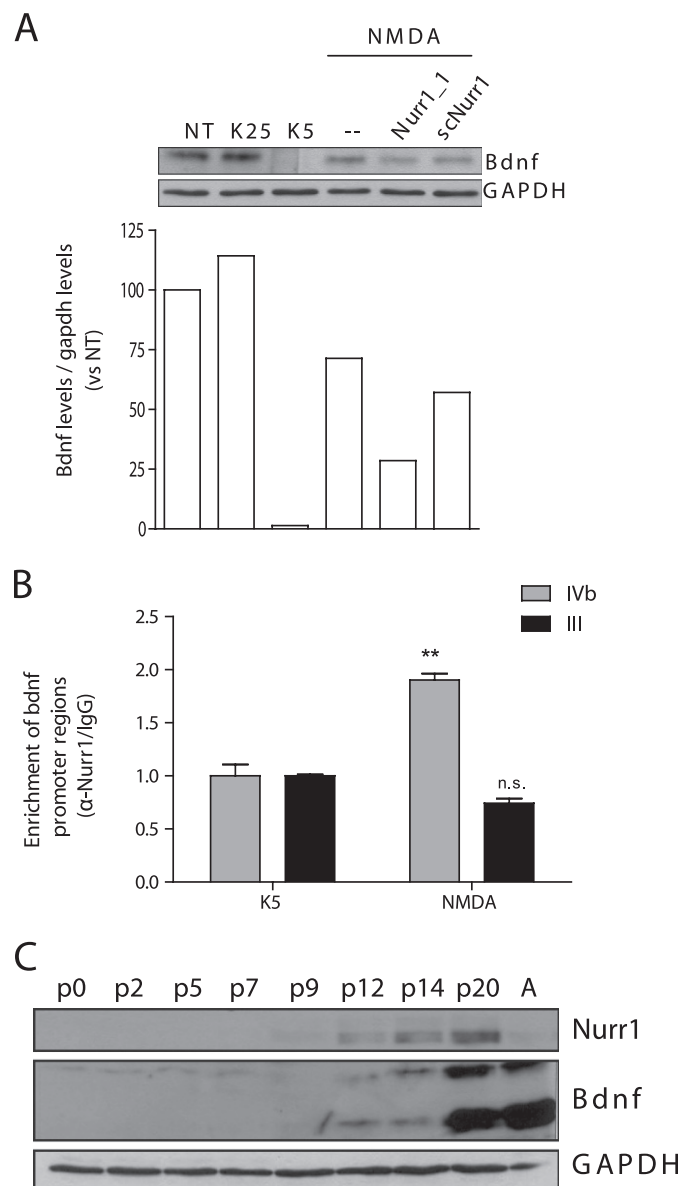 A
NMDA
NT K25 K5 -- Nurr1_1 scNurr1
Bdnf
GAPDH
125
100
75
50
25
0
Bdnf levels / gapdh levels
(vs NT)
B
IVb
III
2.5
2.0
1.5
1.0
0.5
0.0
Enrichment of bdnf
promoter regions
(α-Nurr1/IgG)
**
n.s.
K5 NMDA
C
p0 p2 p5 p7 p9 p12 p14 p20 A
Nurr1
Bdnf
GAPDH